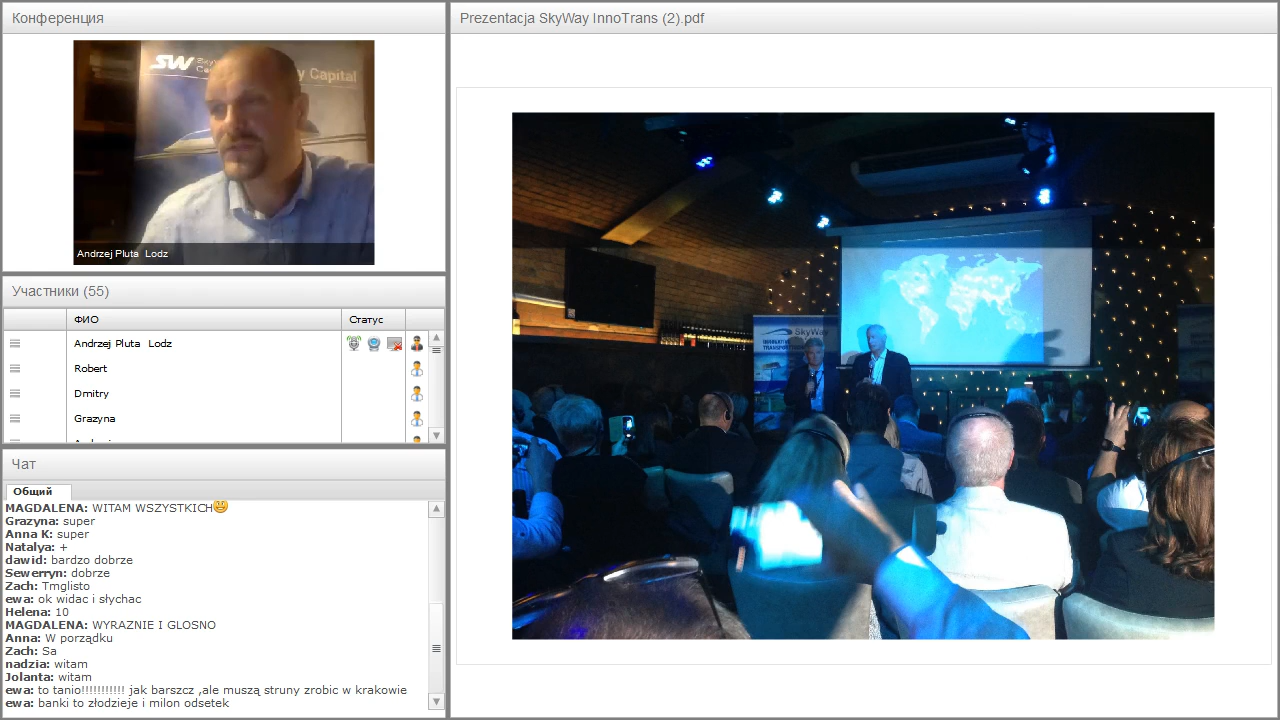 Конференция
Prezentacja SkyWay InnoTrans (2).pdf
SW
y Capital
Andrzej Pluta Lodz
SkyWay
Участники (55)
ФИО
Статус
Andrzej Pluta Lodz
Robert
Dmitry
Grazyna
Чат
Общий
MAGDALENA: WITAM WSZYSTKICH
Grazyna: super
Anna K: super
Natalya: +
dawid: bardzo dobrze
Sewerryn: dobrze
Zach: Tmglisto
ewa: ok widac i słychac
Helena: 10
MAGDALENA: WYRAZNIE I GLOSNO
Anna: W porządku
Zach: Sa
nadzia: witam
Jolanta: witam
ewa: to tanio!!!!!!!!!!! jak barszcz ,ale muszą struny zrobic w krakowie
ewa: banki to złodzieje i milon odsetek